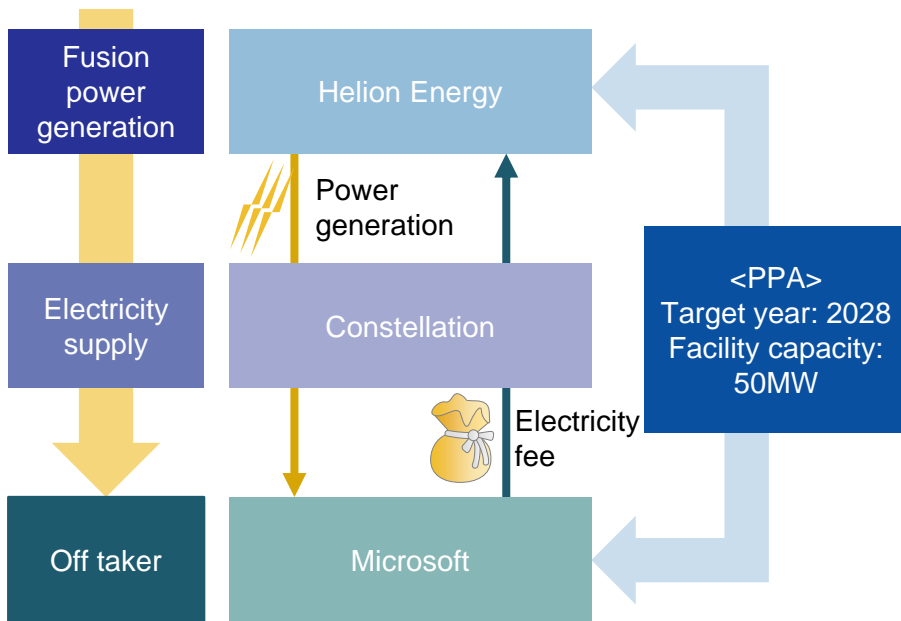 Fusion
power
generation
Helion Energy
Power
generation
Electricity
supply
Constellation
<PPA>
Target year: 2028
Facility capacity:
50MW
Electricity
fee
Off taker
Microsoft